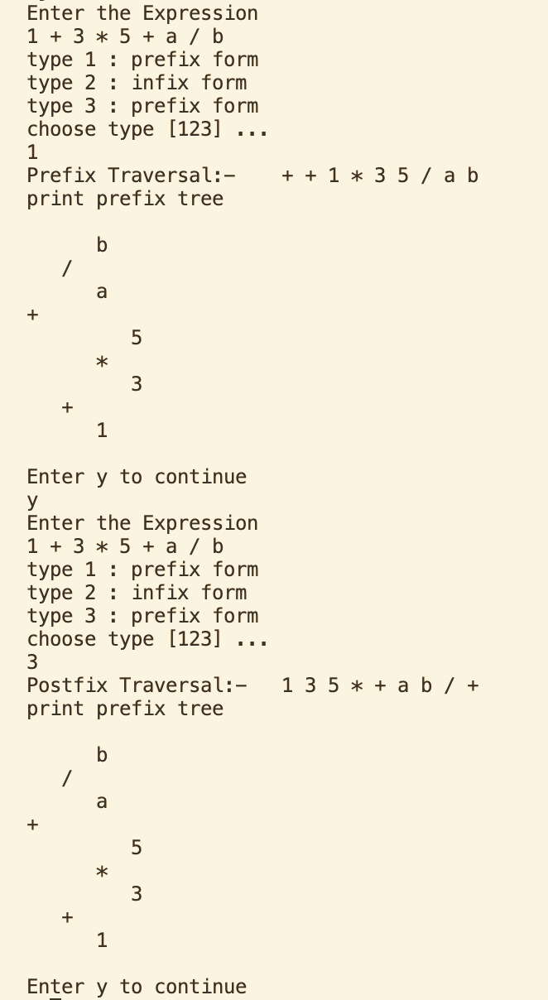 Enter the Expression
1 + 3 * 5 + a / b
type 1 : prefix form
type 2 : infix form
type 3 : prefix form
choose type [123] ...
1
Prefix Traversal:-    + + 1 * 3 5 / a b
print prefix tree

      b
   /
      a
+
         5
      *
         3
   +
      1

Enter y to continue
y
Enter the Expression
1 + 3 * 5 + a / b
type 1 : prefix form
type 2 : infix form
type 3 : prefix form
choose type [123] ...
3
Postfix Traversal:-   1 3 5 * + a b / +
print prefix tree

      b
   /
      a
+
         5
      *
         3
   +
      1

Enter y to continue